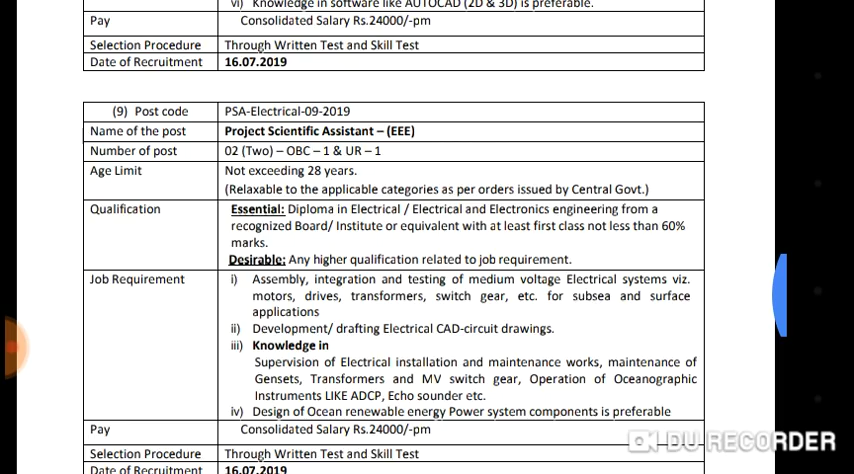 vi) Knowledge in software like AUTOCAD (2D & 3D) is preferable.
Pay Consolidated Salary Rs.24000/-pm
Selection Procedure Through Written Test and Skill Test
Date of Recruitment 16.07.2019
(9) Post code PSA-Electrical-09-2019
Name of the post Project Scientific Assistant – (EEE)
Number of post 02 (Two) – OBC – 1 & UR – 1
Age Limit Not exceeding 28 years.
(Relaxable to the applicable categories as per orders issued by Central Govt.)
Qualification Essential: Diploma in Electrical / Electrical and Electronics engineering from a
recognized Board/ Institute or equivalent with at least first class not less than 60%
marks.
Desirable: Any higher qualification related to job requirement.
Job Requirement i) Assembly, integration and testing of medium voltage Electrical systems viz.
motors, drives, transformers, switch gear, etc. for subsea and surface
applications
ii) Development/ drafting Electrical CAD-circuit drawings.
iii) Knowledge in
Supervision of Electrical installation and maintenance works, maintenance of
Gensets, Transformers and MV switch gear, Operation of Oceanographic
Instruments LIKE ADCP, Echo sounder etc.
iv) Design of Ocean renewable energy Power system components is preferable
Pay Consolidated Salary Rs.24000/-pm
DU RECORDER
Selection Procedure Through Written Test and Skill Test
Date of Recruitment 16.07.2019